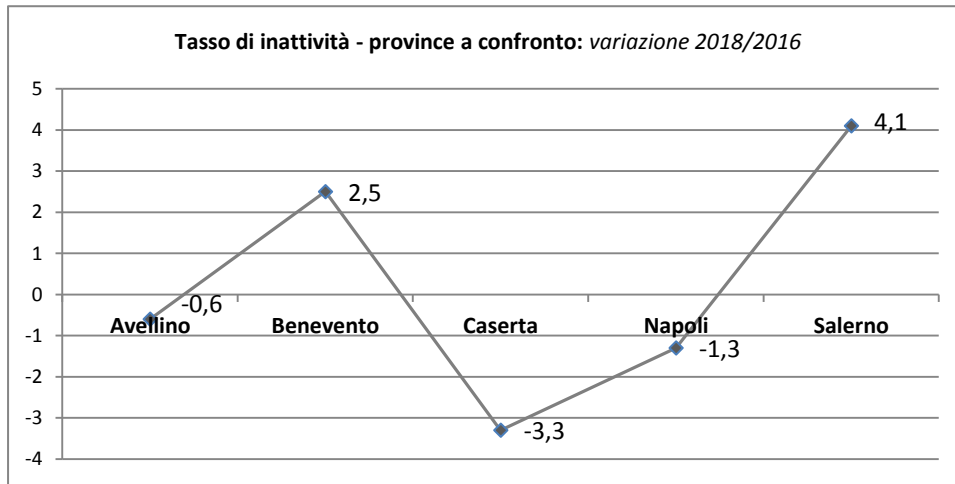 Tasso di inattività - province a confronto: variazione 2018/2016
5
4
3
2
1
0
-1
-2
-3
-4
-0,6
2,5
-3,3
-1,3
4,1
Avellino
Benevento
Caserta
Napoli
Salerno